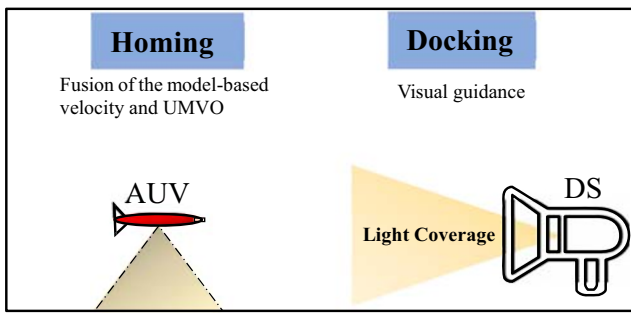 Homing
Docking
Fusion of the model-based
velocity and UMVO
Visual guidance
AUV
DS
Light Coverage